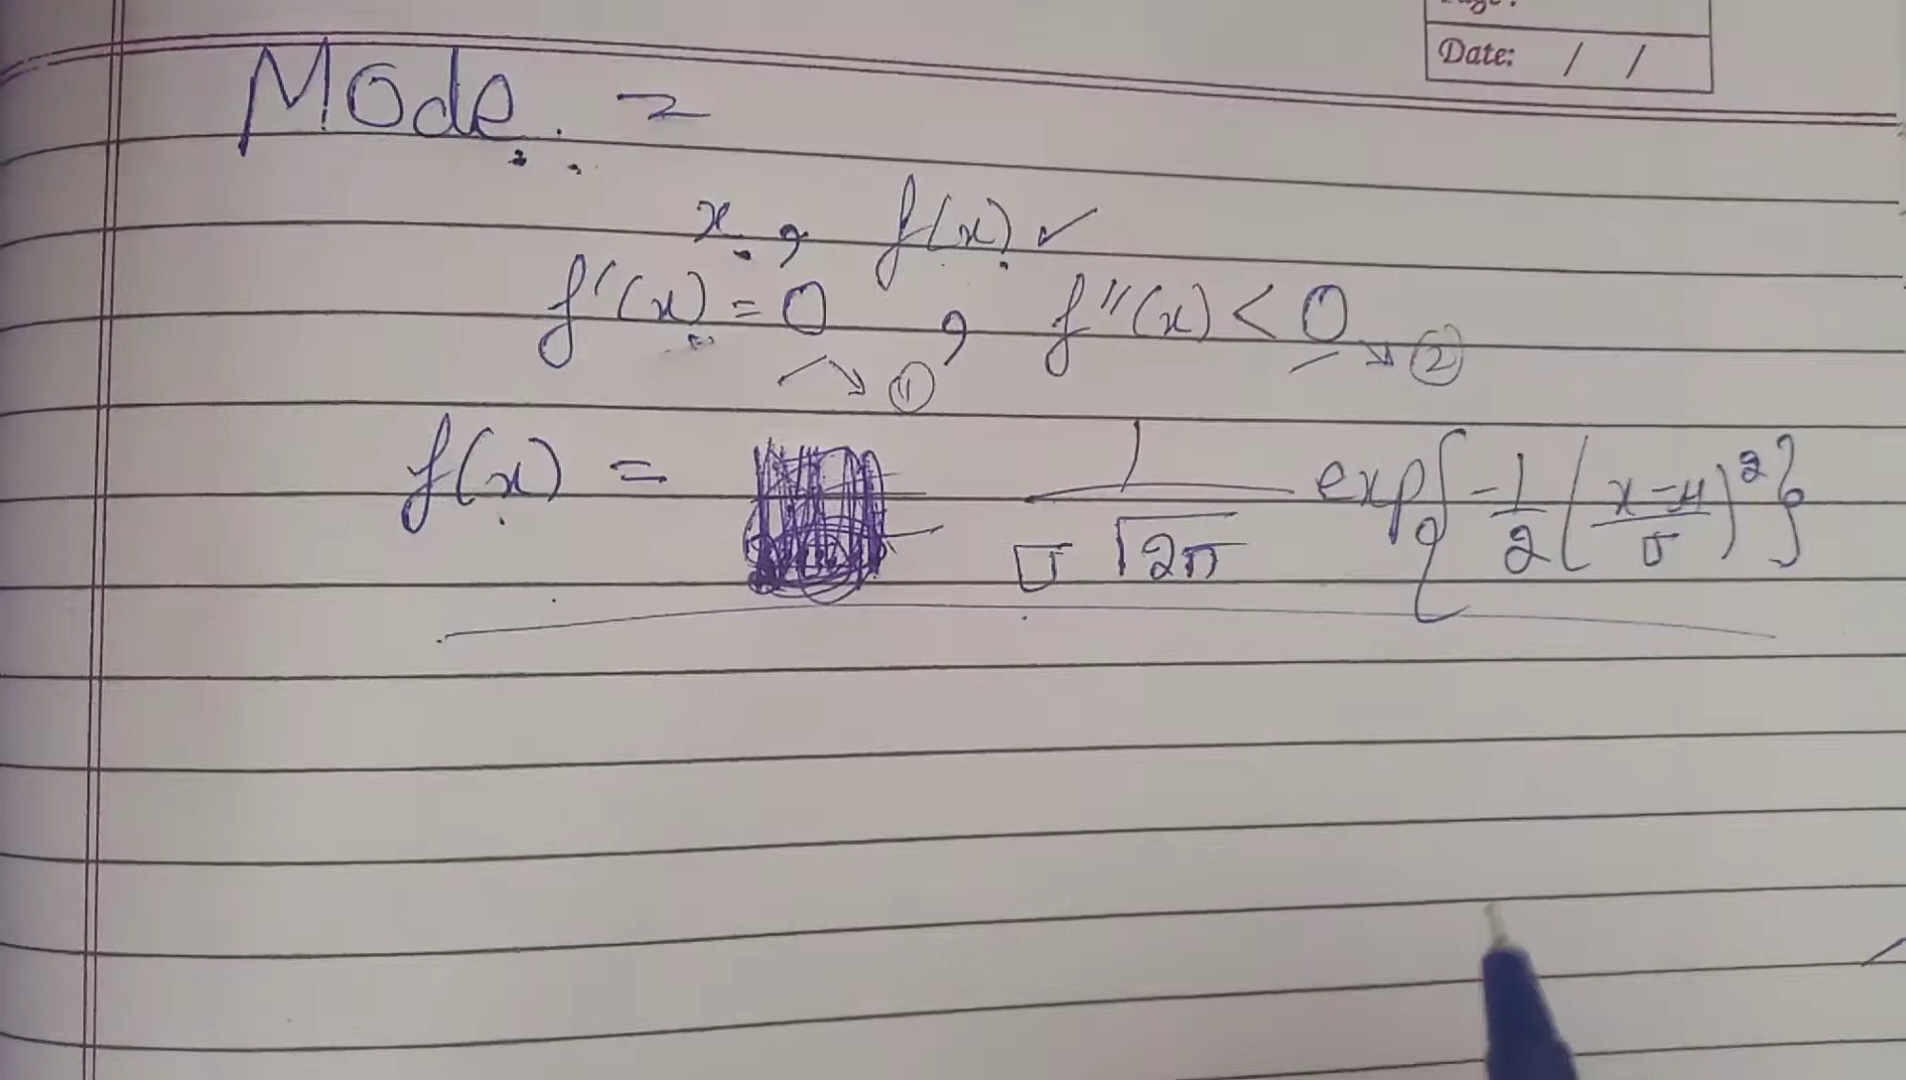 Date: / /
Mode. =
x, f(x) ✓
f'(x) = 0 , f''(x) < 0
→ ① → ②
f(x) = 1/(σ √2π) exp{-1/2 ((x-μ)/σ)²}